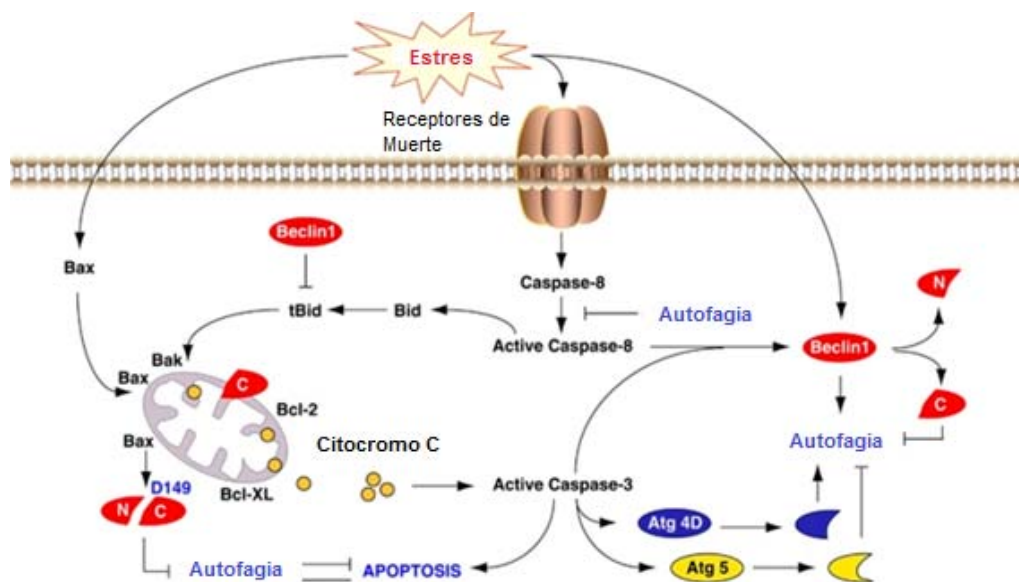 Estres
Receptores de
Muerte
Beclin1
Bax
Caspase-8
N
tBid
Bid
Autofagia
Active Caspase-8
Beclin1
Bak
Bax
C
Bcl-2
C
Citocromo C
Autofagia
Bax
D149
Bcl-XL
Active Caspase-3
N
C
Atg 4D
Autofagia
APOPTOSIS
Atg 5